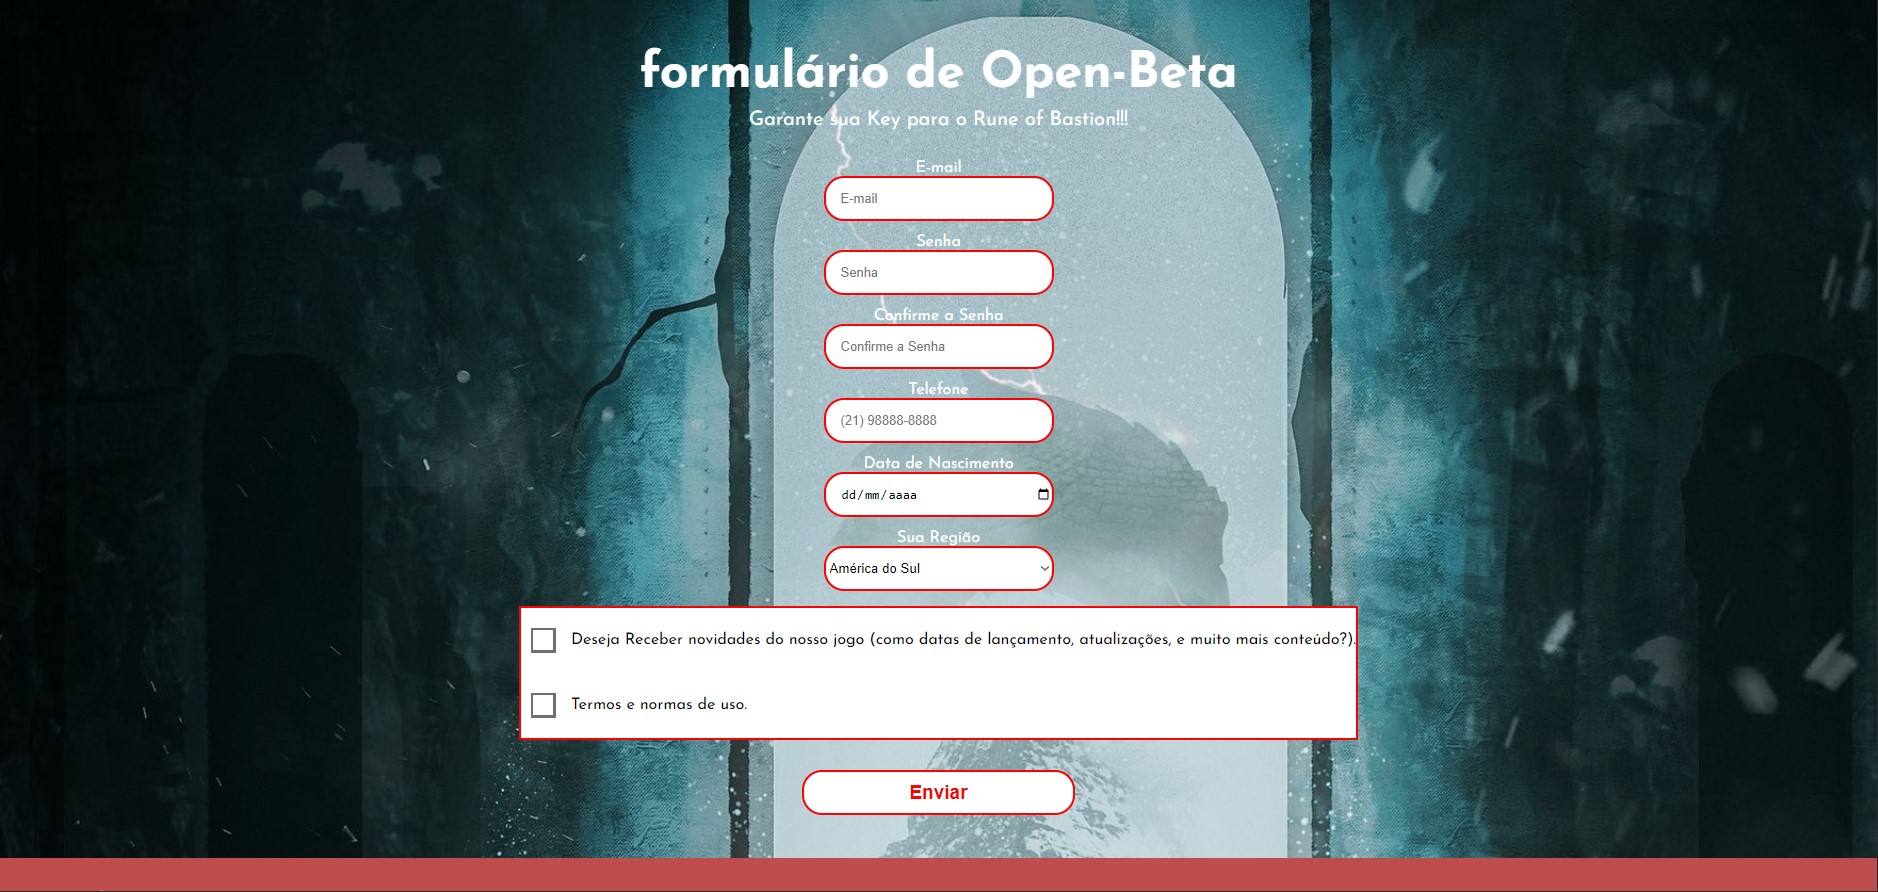 formulário de Open-Beta
Garante sua Key para o Rune of Bastion!!!
E-mail
E-mail
Senha
Senha
Confirme a Senha
Confirme a Senha
Telefone
(21) 98888-8888
Data de Nascimento
dd/mm/aaaa
Sua Região
América do Sul
Deseja Receber novidades do nosso jogo (como datas de lançamento, atualizações, e muito mais conteúdo?).
Termos e normas de uso.
Enviar